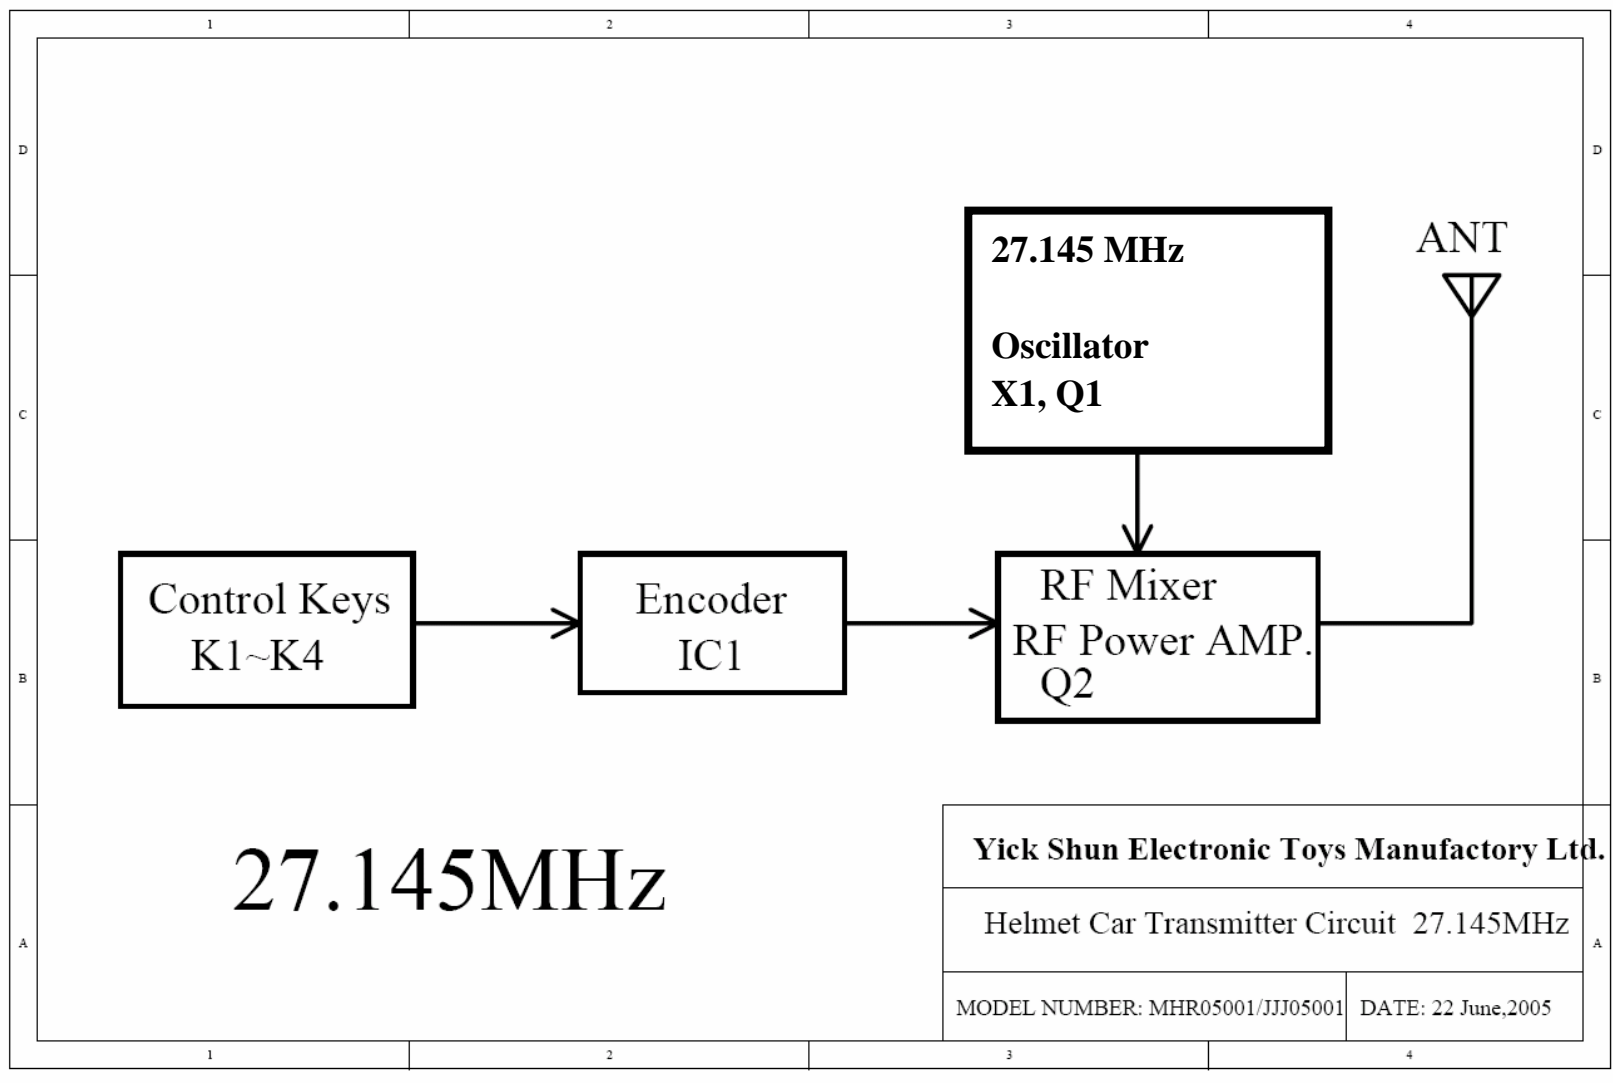 1 2 3 4
D D
27.145 MHz
ANT
Oscillator
X1, Q1
C C
Control Keys
K1~K4
Encoder
IC1
RF Mixer
RF Power AMP.
Q2
B B
27.145MHz
Yick Shun Electronic Toys Manufactory Ltd.
Helmet Car Transmitter Circuit 27.145MHz
A A
MODEL NUMBER: MHR05001/JJJ05001
DATE: 22 June,2005
1 2 3 4